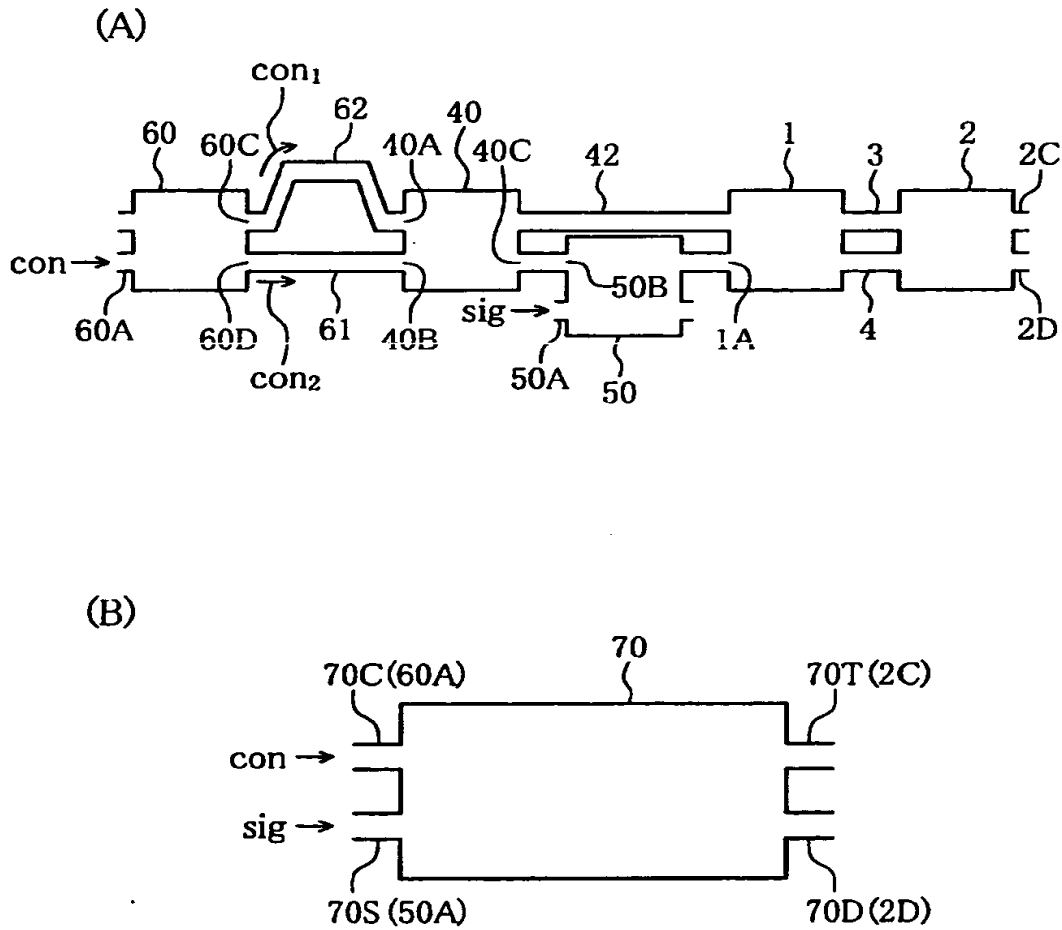 (A)
con₁
60 60C 62 40A 40 40C 42 1 3 2 2C
con
60A 60D 61 40B sig 50B 1A 4 2D
con₂ 50A 50
(B)
70C(60A) 70 70T(2C)
con
sig
70S(50A) 70D(2D)